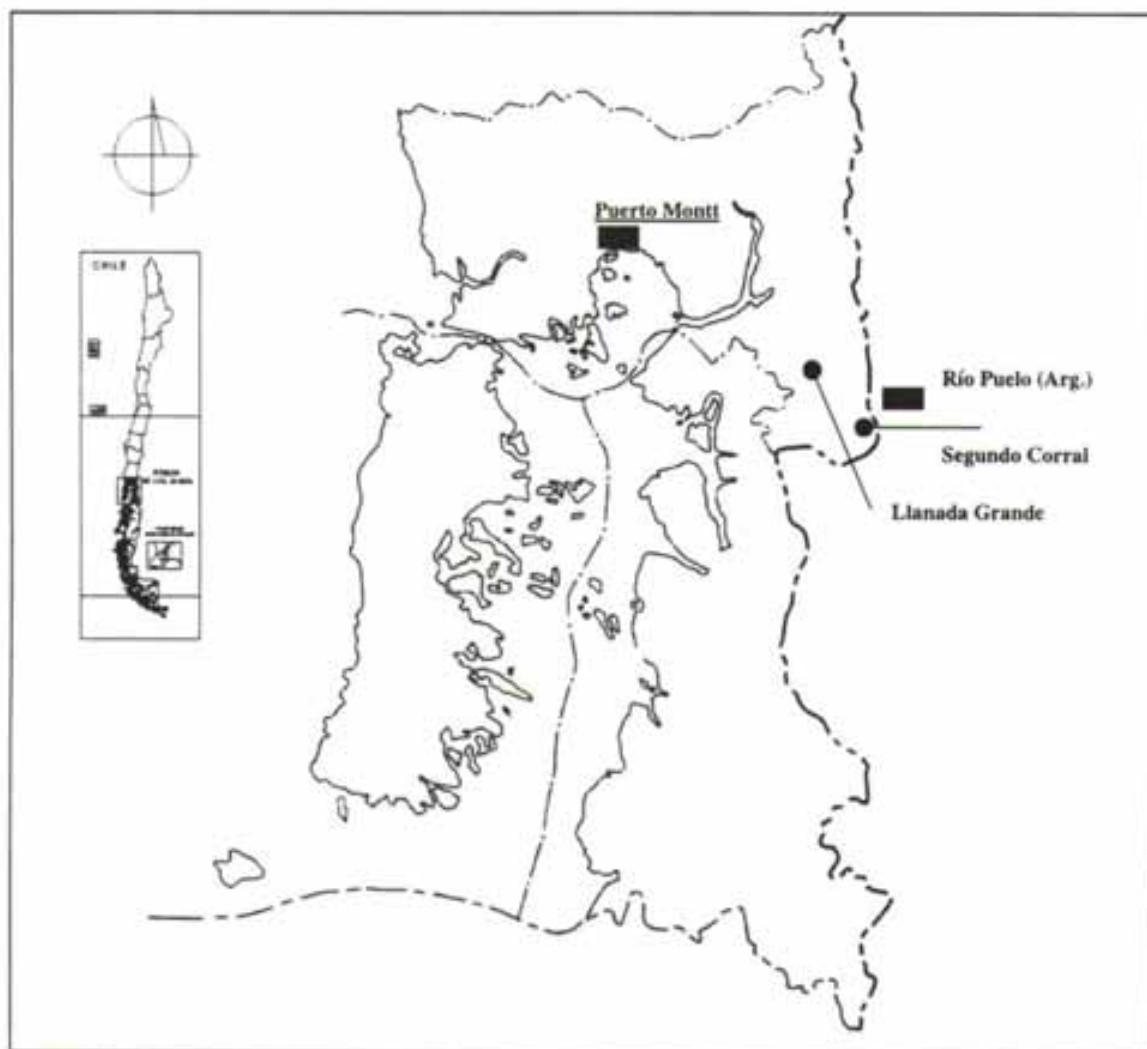 Puerto Montt
CHILE
Río Puelo (Arg.)
Segundo Corral
Llanada Grande